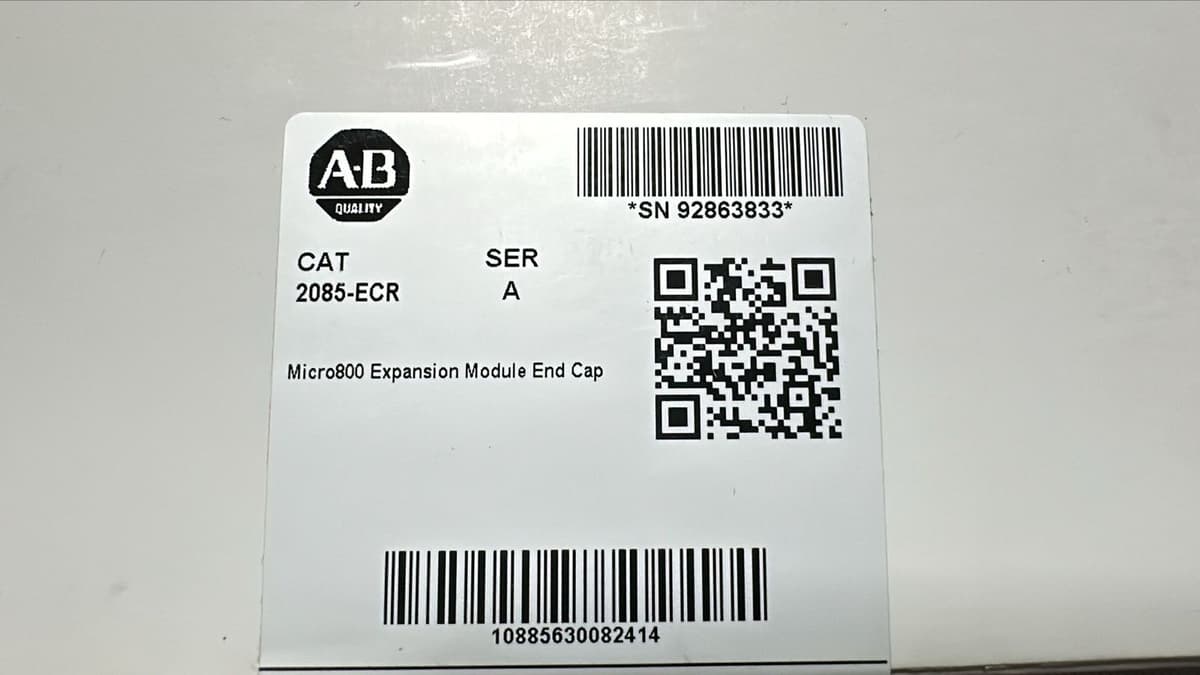 A·B
QUALITY
*SN 92863833*
CAT
2085-ECR
SER
A
Micro800 Expansion Module End Cap
10885630082414